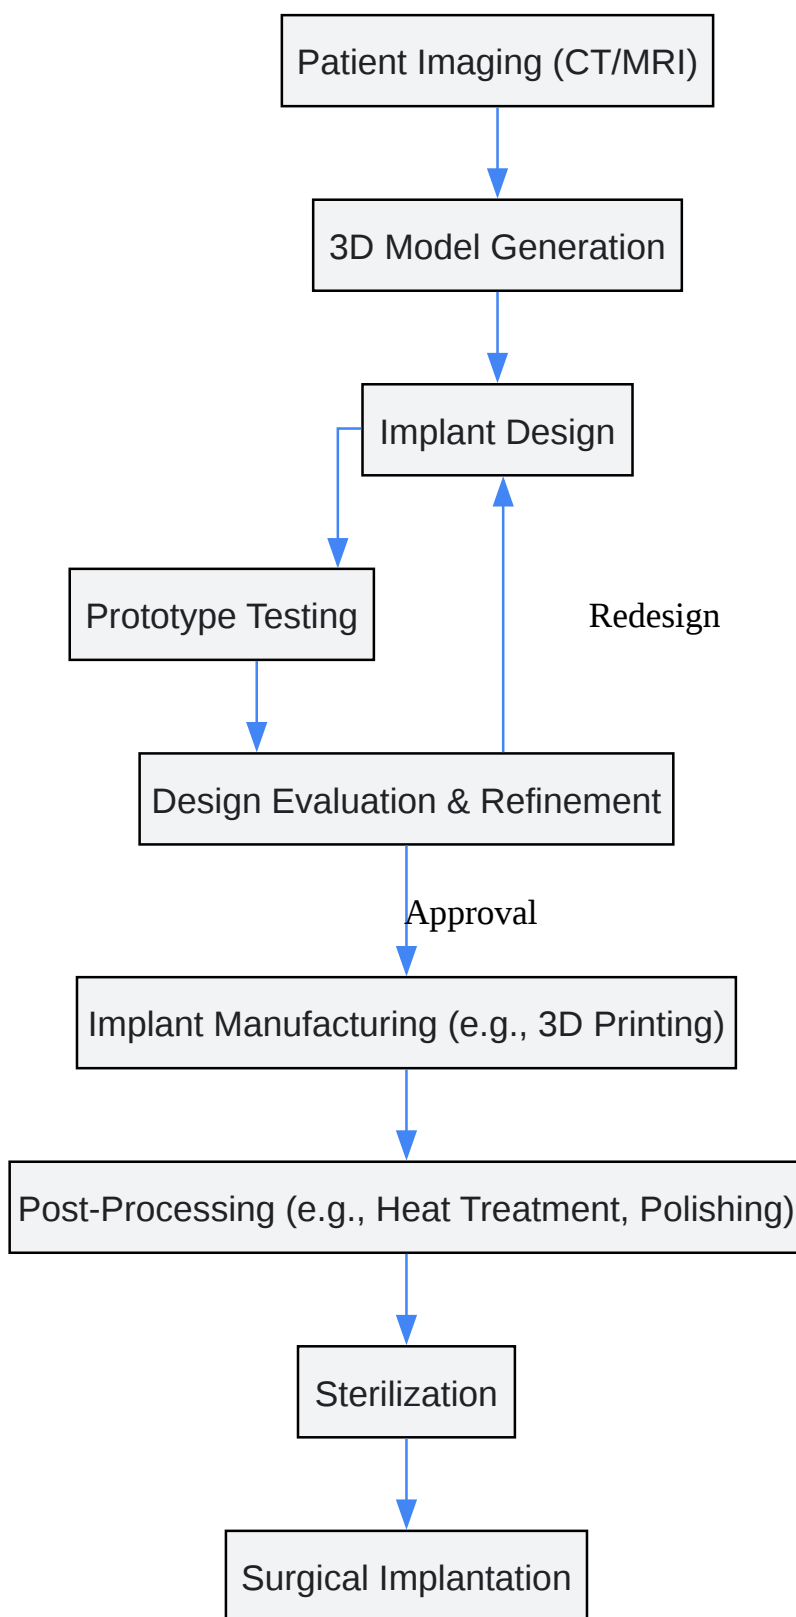 Patient Imaging (CT/MRI)
3D Model Generation
Implant Design
Prototype Testing
Redesign
Design Evaluation & Refinement
Approval
Implant Manufacturing (e.g., 3D Printing)
Post-Processing (e.g., Heat Treatment, Polishing)
Sterilization
Surgical Implantation